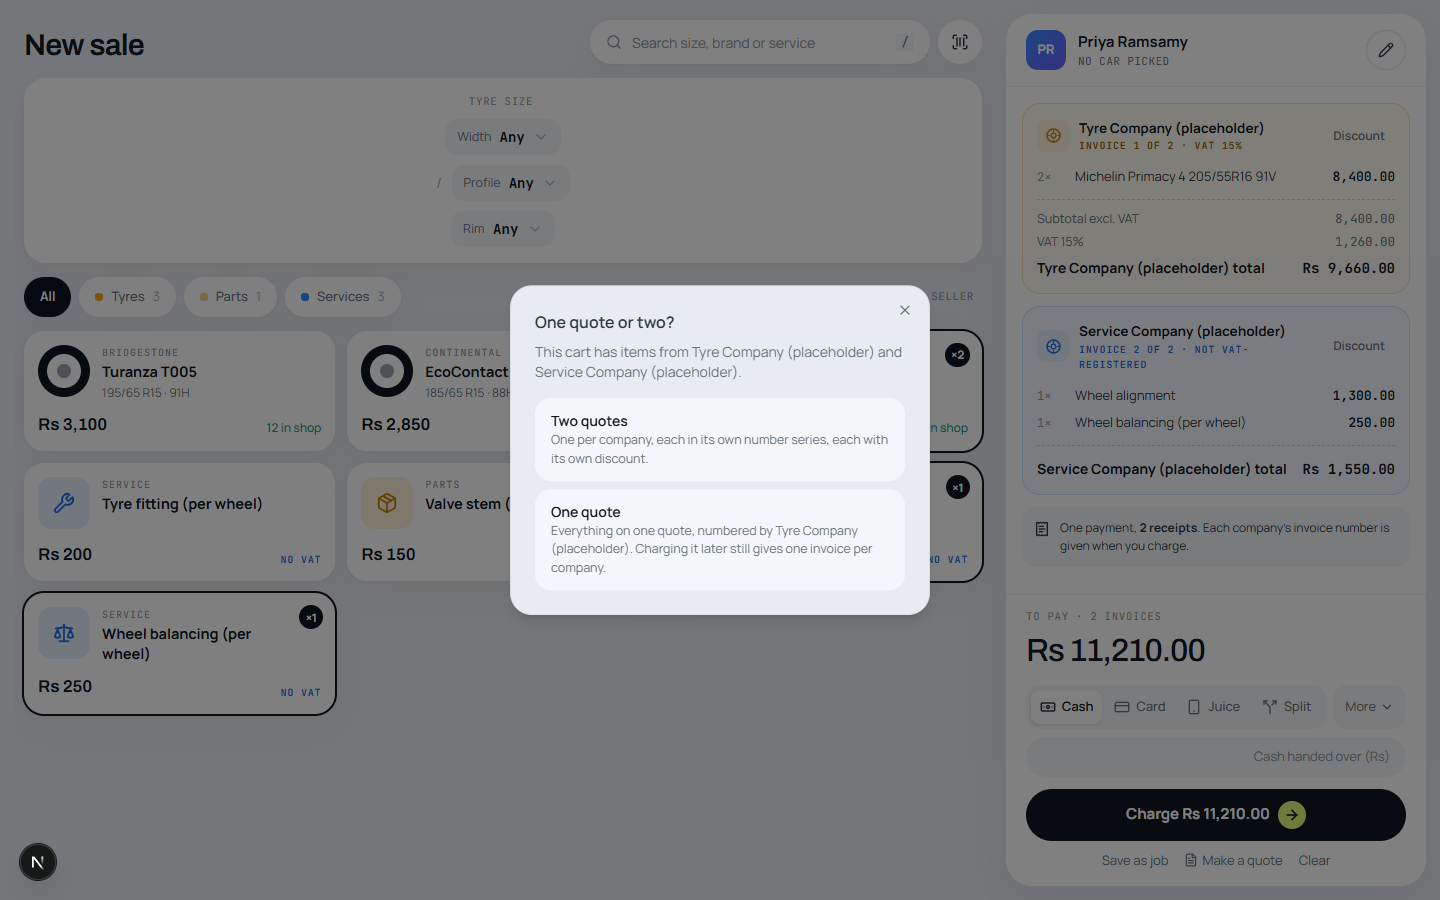 New sale
Search size, brand or service
/
TYRE SIZE
Width Any
/ Profile Any
Rim Any
All
Tyres 3
Parts 1
Services 3
SELLER
BRIDGESTONE
Turanza T005
195/65 R15 · 91H
Rs 3,100
12 in shop
CONTINENTAL
EcoContact
185/65 R15 · 88H
Rs 2,850
×2
n shop
SERVICE
Tyre fitting (per wheel)
Rs 200
NO VAT
PARTS
Valve stem (
Rs 150
×1
NO VAT
SERVICE
Wheel balancing (per
wheel)
×1
Rs 250
NO VAT
One quote or two?
This cart has items from Tyre Company (placeholder) and
Service Company (placeholder).
Two quotes
One per company, each in its own number series, each with
its own discount.
One quote
Everything on one quote, numbered by Tyre Company
(placeholder). Charging it later still gives one invoice per
company.
PR
Priya Ramsamy
NO CAR PICKED
Tyre Company (placeholder)
INVOICE 1 OF 2 · VAT 15%
Discount
2× Michelin Primacy 4 205/55R16 91V 8,400.00
Subtotal excl. VAT 8,400.00
VAT 15% 1,260.00
Tyre Company (placeholder) total Rs 9,660.00
Service Company (placeholder)
INVOICE 2 OF 2 · NOT VAT-
REGISTERED
Discount
1× Wheel alignment 1,300.00
1× Wheel balancing (per wheel) 250.00
Service Company (placeholder) total Rs 1,550.00
One payment, 2 receipts. Each company's invoice number is
given when you charge.
TO PAY · 2 INVOICES
Rs 11,210.00
Cash
Card
Juice
Split
More
Cash handed over (Rs)
Charge Rs 11,210.00
Save as job
Make a quote
Clear
N